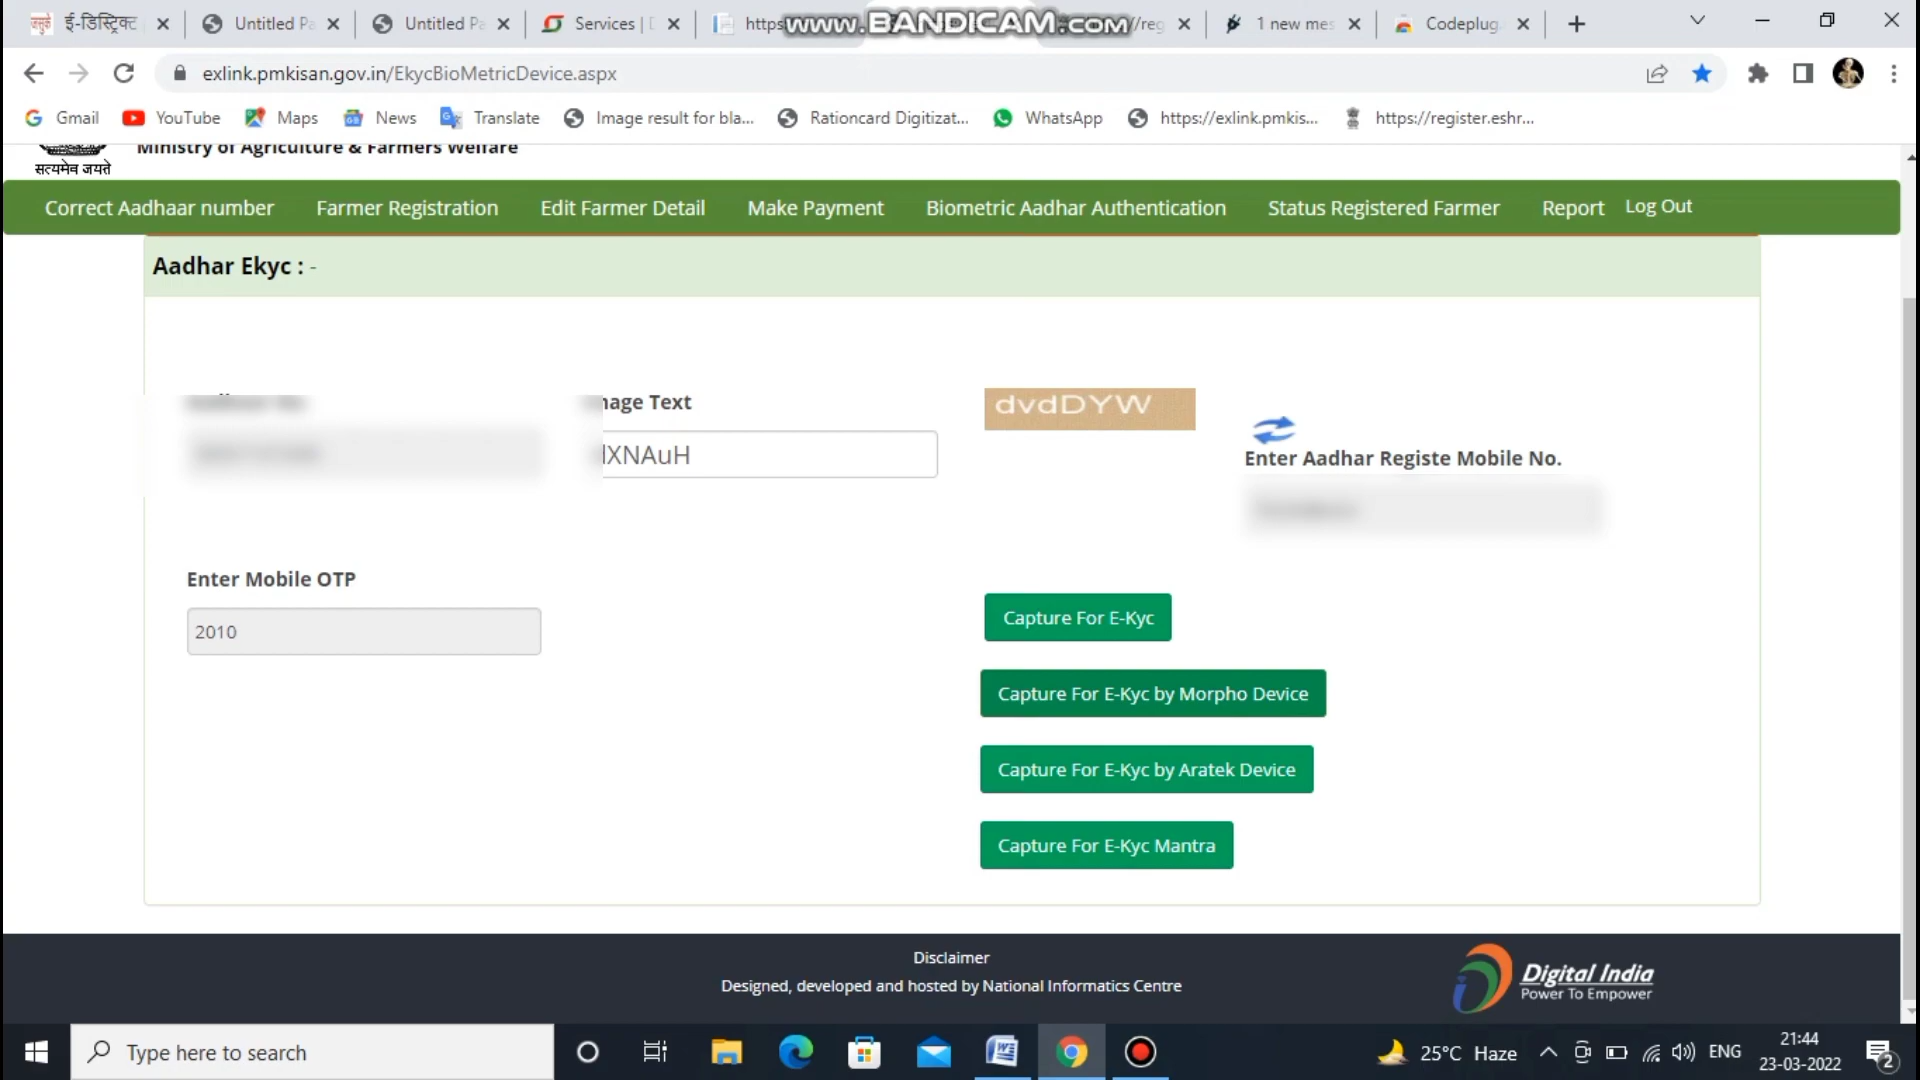 ई-डिस्ट्रिक्ट
Untitled Pa
Untitled Pa
Services | D
https
www.BANDICAM.com
//reg
1 new mes
Codeplug
exlink.pmkisan.gov.in/EkycBioMetricDevice.aspx
Gmail
YouTube
Maps
News
Translate
Image result for bla...
Rationcard Digitizat...
WhatsApp
https://exlink.pmkis...
https://register.eshr...
Ministry of Agriculture & Farmers Welfare
सत्यमेव जयते
Correct Aadhaar number
Farmer Registration
Edit Farmer Detail
Make Payment
Biometric Aadhar Authentication
Status Registered Farmer
Report
Log Out
Aadhar Ekyc : -
mage Text
dvdDYW
XNAuH
Enter Aadhar Registe Mobile No.
Enter Mobile OTP
2010
Capture For E-Kyc
Capture For E-Kyc by Morpho Device
Capture For E-Kyc by Aratek Device
Capture For E-Kyc Mantra
Disclaimer
Designed, developed and hosted by National Informatics Centre
Digital India
Power To Empower
Type here to search
25°C Haze
ENG
21:44
23-03-2022
2